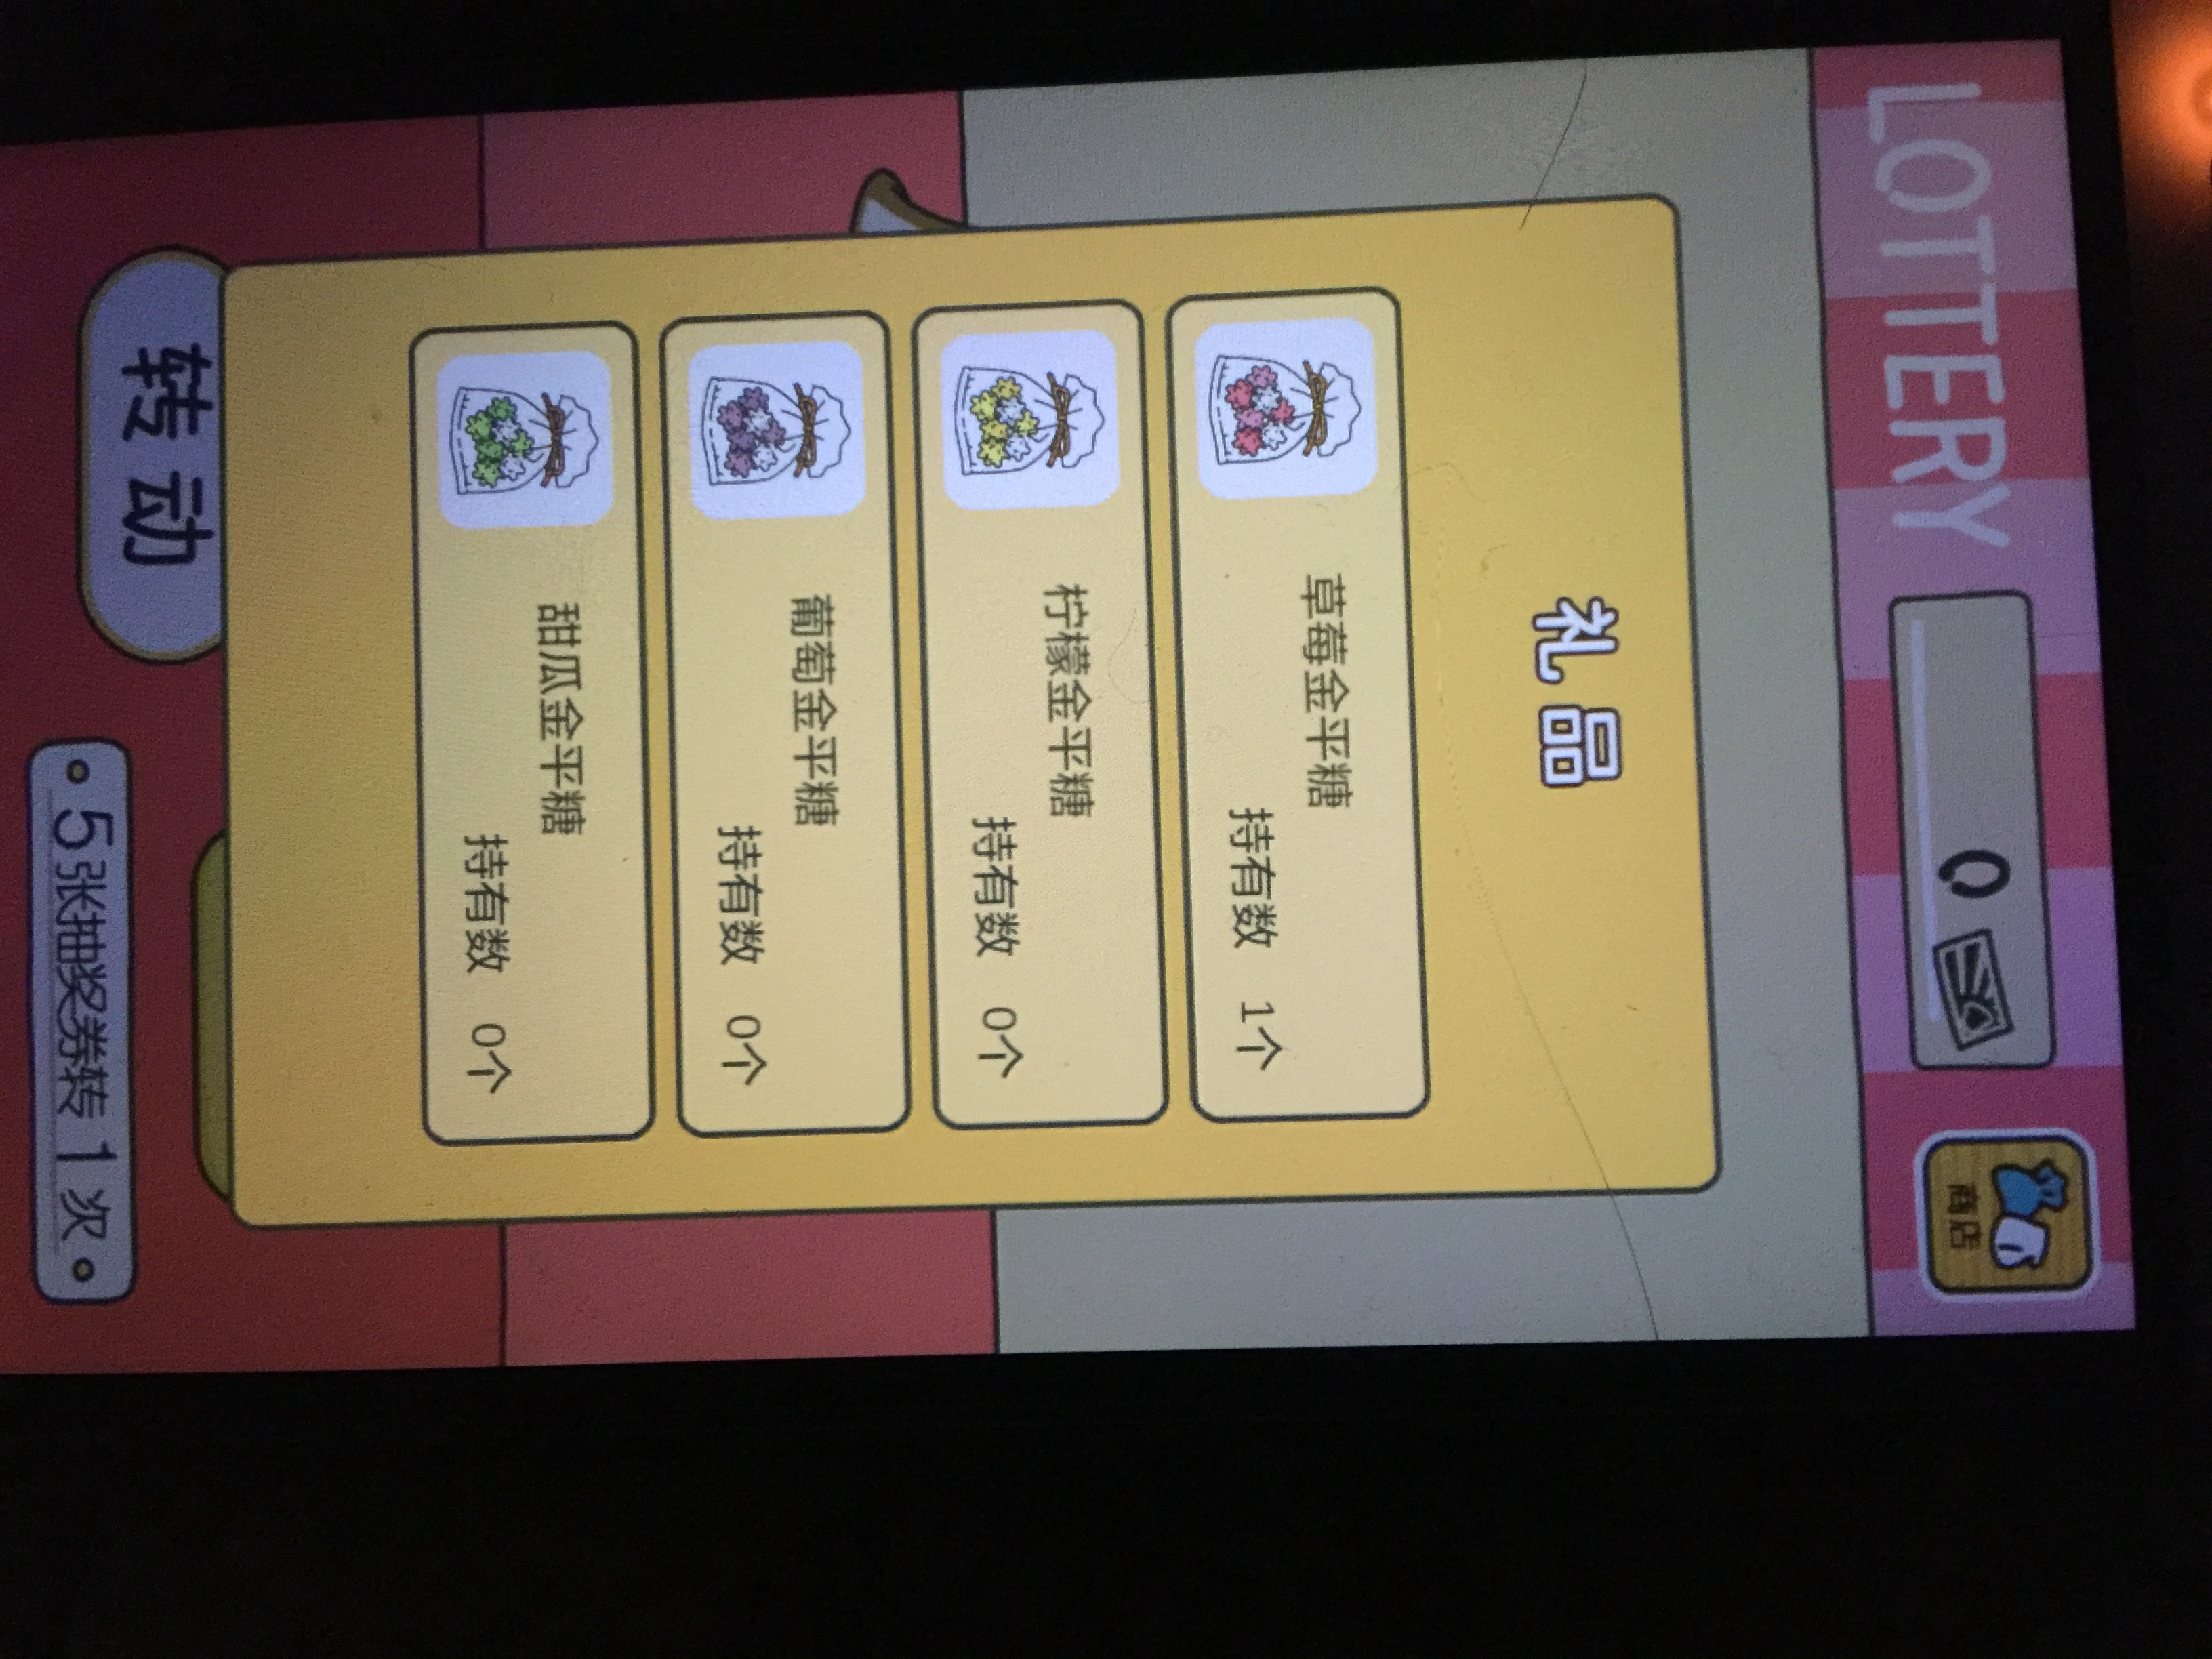 LOTTERY
0
商店
礼品
草莓金平糖
持有数 1个
柠檬金平糖
持有数 0个
葡萄金平糖
持有数 0个
甜瓜金平糖
持有数 0个
转动
5张抽奖券转 1 次